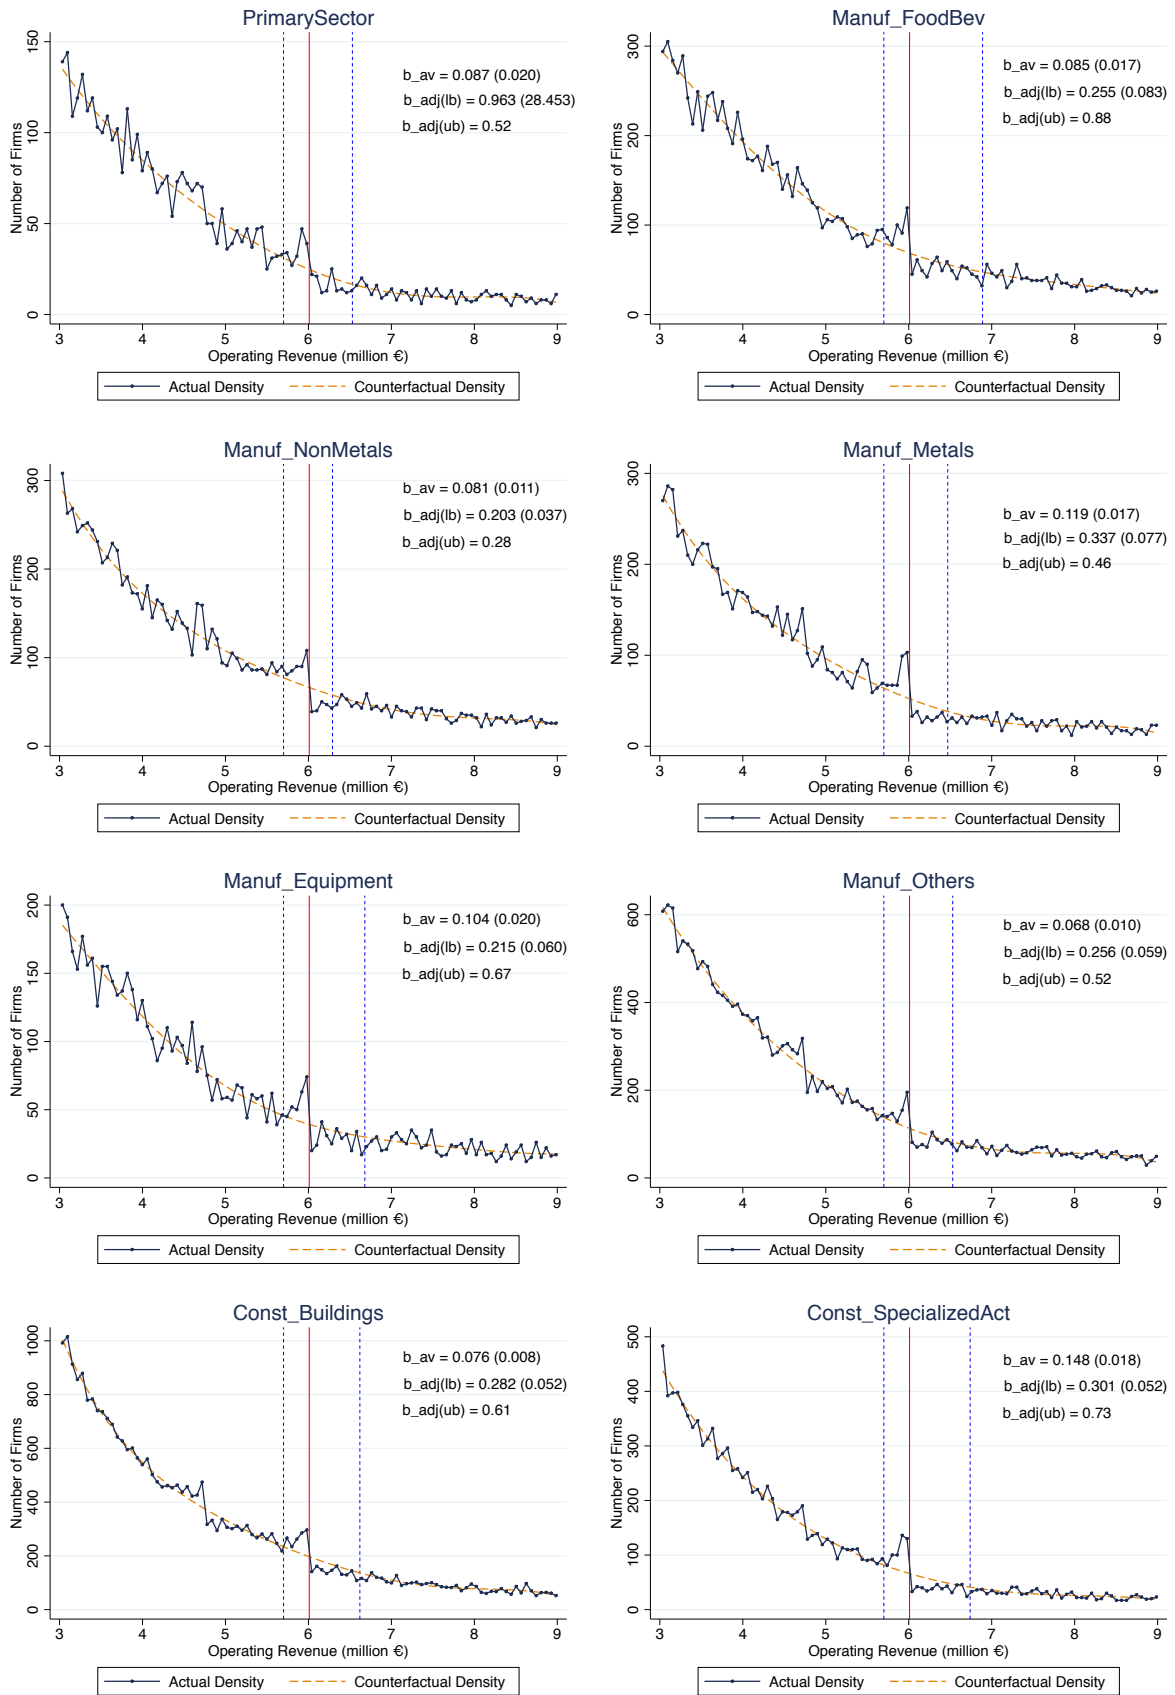 PrimarySector
Number of Firms
150
100
50
0
b_av = 0.087 (0.020)
b_adj(lb) = 0.963 (28.453)
b_adj(ub) = 0.52
3 4 5 6 7 8 9
Operating Revenue (million €)
Actual Density Counterfactual Density
Manuf_FoodBev
Number of Firms
300
200
100
0
b_av = 0.085 (0.017)
b_adj(lb) = 0.255 (0.083)
b_adj(ub) = 0.88
3 4 5 6 7 8 9
Operating Revenue (million €)
Actual Density Counterfactual Density
Manuf_NonMetals
Number of Firms
300
200
100
0
b_av = 0.081 (0.011)
b_adj(lb) = 0.203 (0.037)
b_adj(ub) = 0.28
3 4 5 6 7 8 9
Operating Revenue (million €)
Actual Density Counterfactual Density
Manuf_Metals
Number of Firms
300
200
100
0
b_av = 0.119 (0.017)
b_adj(lb) = 0.337 (0.077)
b_adj(ub) = 0.46
3 4 5 6 7 8 9
Operating Revenue (million €)
Actual Density Counterfactual Density
Manuf_Equipment
Number of Firms
200
150
100
50
0
b_av = 0.104 (0.020)
b_adj(lb) = 0.215 (0.060)
b_adj(ub) = 0.67
3 4 5 6 7 8 9
Operating Revenue (million €)
Actual Density Counterfactual Density
Manuf_Others
Number of Firms
600
400
200
0
b_av = 0.068 (0.010)
b_adj(lb) = 0.256 (0.059)
b_adj(ub) = 0.52
3 4 5 6 7 8 9
Operating Revenue (million €)
Actual Density Counterfactual Density
Const_Buildings
Number of Firms
1000
800
600
400
200
0
b_av = 0.076 (0.008)
b_adj(lb) = 0.282 (0.052)
b_adj(ub) = 0.61
3 4 5 6 7 8 9
Operating Revenue (million €)
Actual Density Counterfactual Density
Const_SpecializedAct
Number of Firms
500
400
300
200
100
0
b_av = 0.148 (0.018)
b_adj(lb) = 0.301 (0.052)
b_adj(ub) = 0.73
3 4 5 6 7 8 9
Operating Revenue (million €)
Actual Density Counterfactual Density